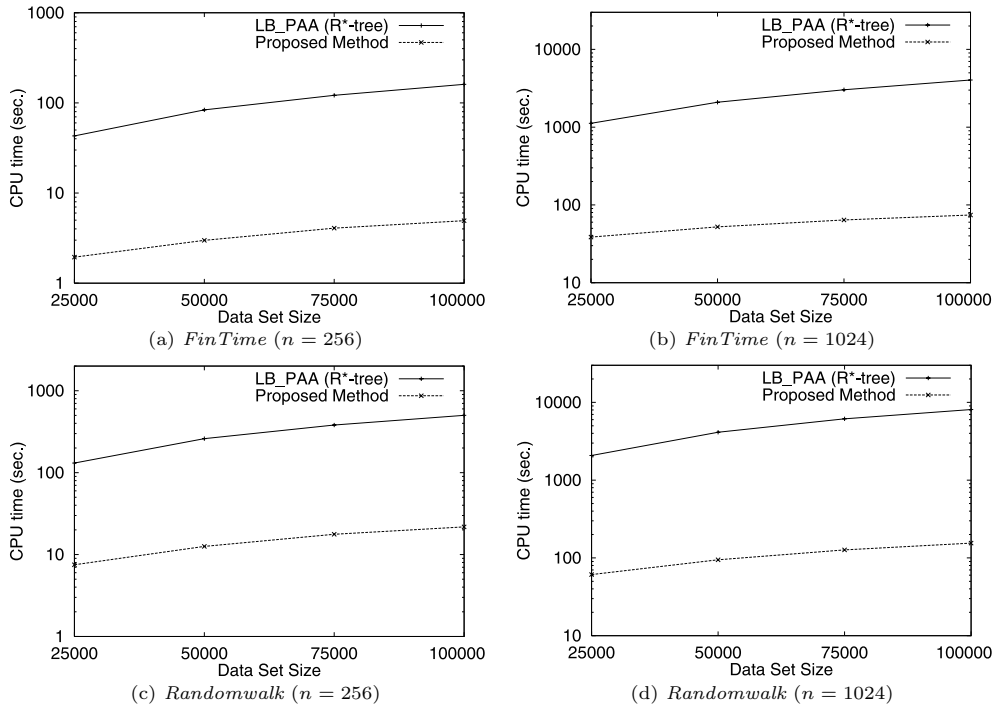 1000
100
10
1
CPU time (sec.)
LB_PAA (R*-tree)
Proposed Method
25000 50000 75000 100000
Data Set Size
(a) FinTime (n = 256)
10000
1000
100
10
CPU time (sec.)
LB_PAA (R*-tree)
Proposed Method
25000 50000 75000 100000
Data Set Size
(b) FinTime (n = 1024)
1000
100
10
1
CPU time (sec.)
LB_PAA (R*-tree)
Proposed Method
25000 50000 75000 100000
Data Set Size
(c) Randomwalk (n = 256)
10000
1000
100
10
CPU time (sec.)
LB_PAA (R*-tree)
Proposed Method
25000 50000 75000 100000
Data Set Size
(d) Randomwalk (n = 1024)